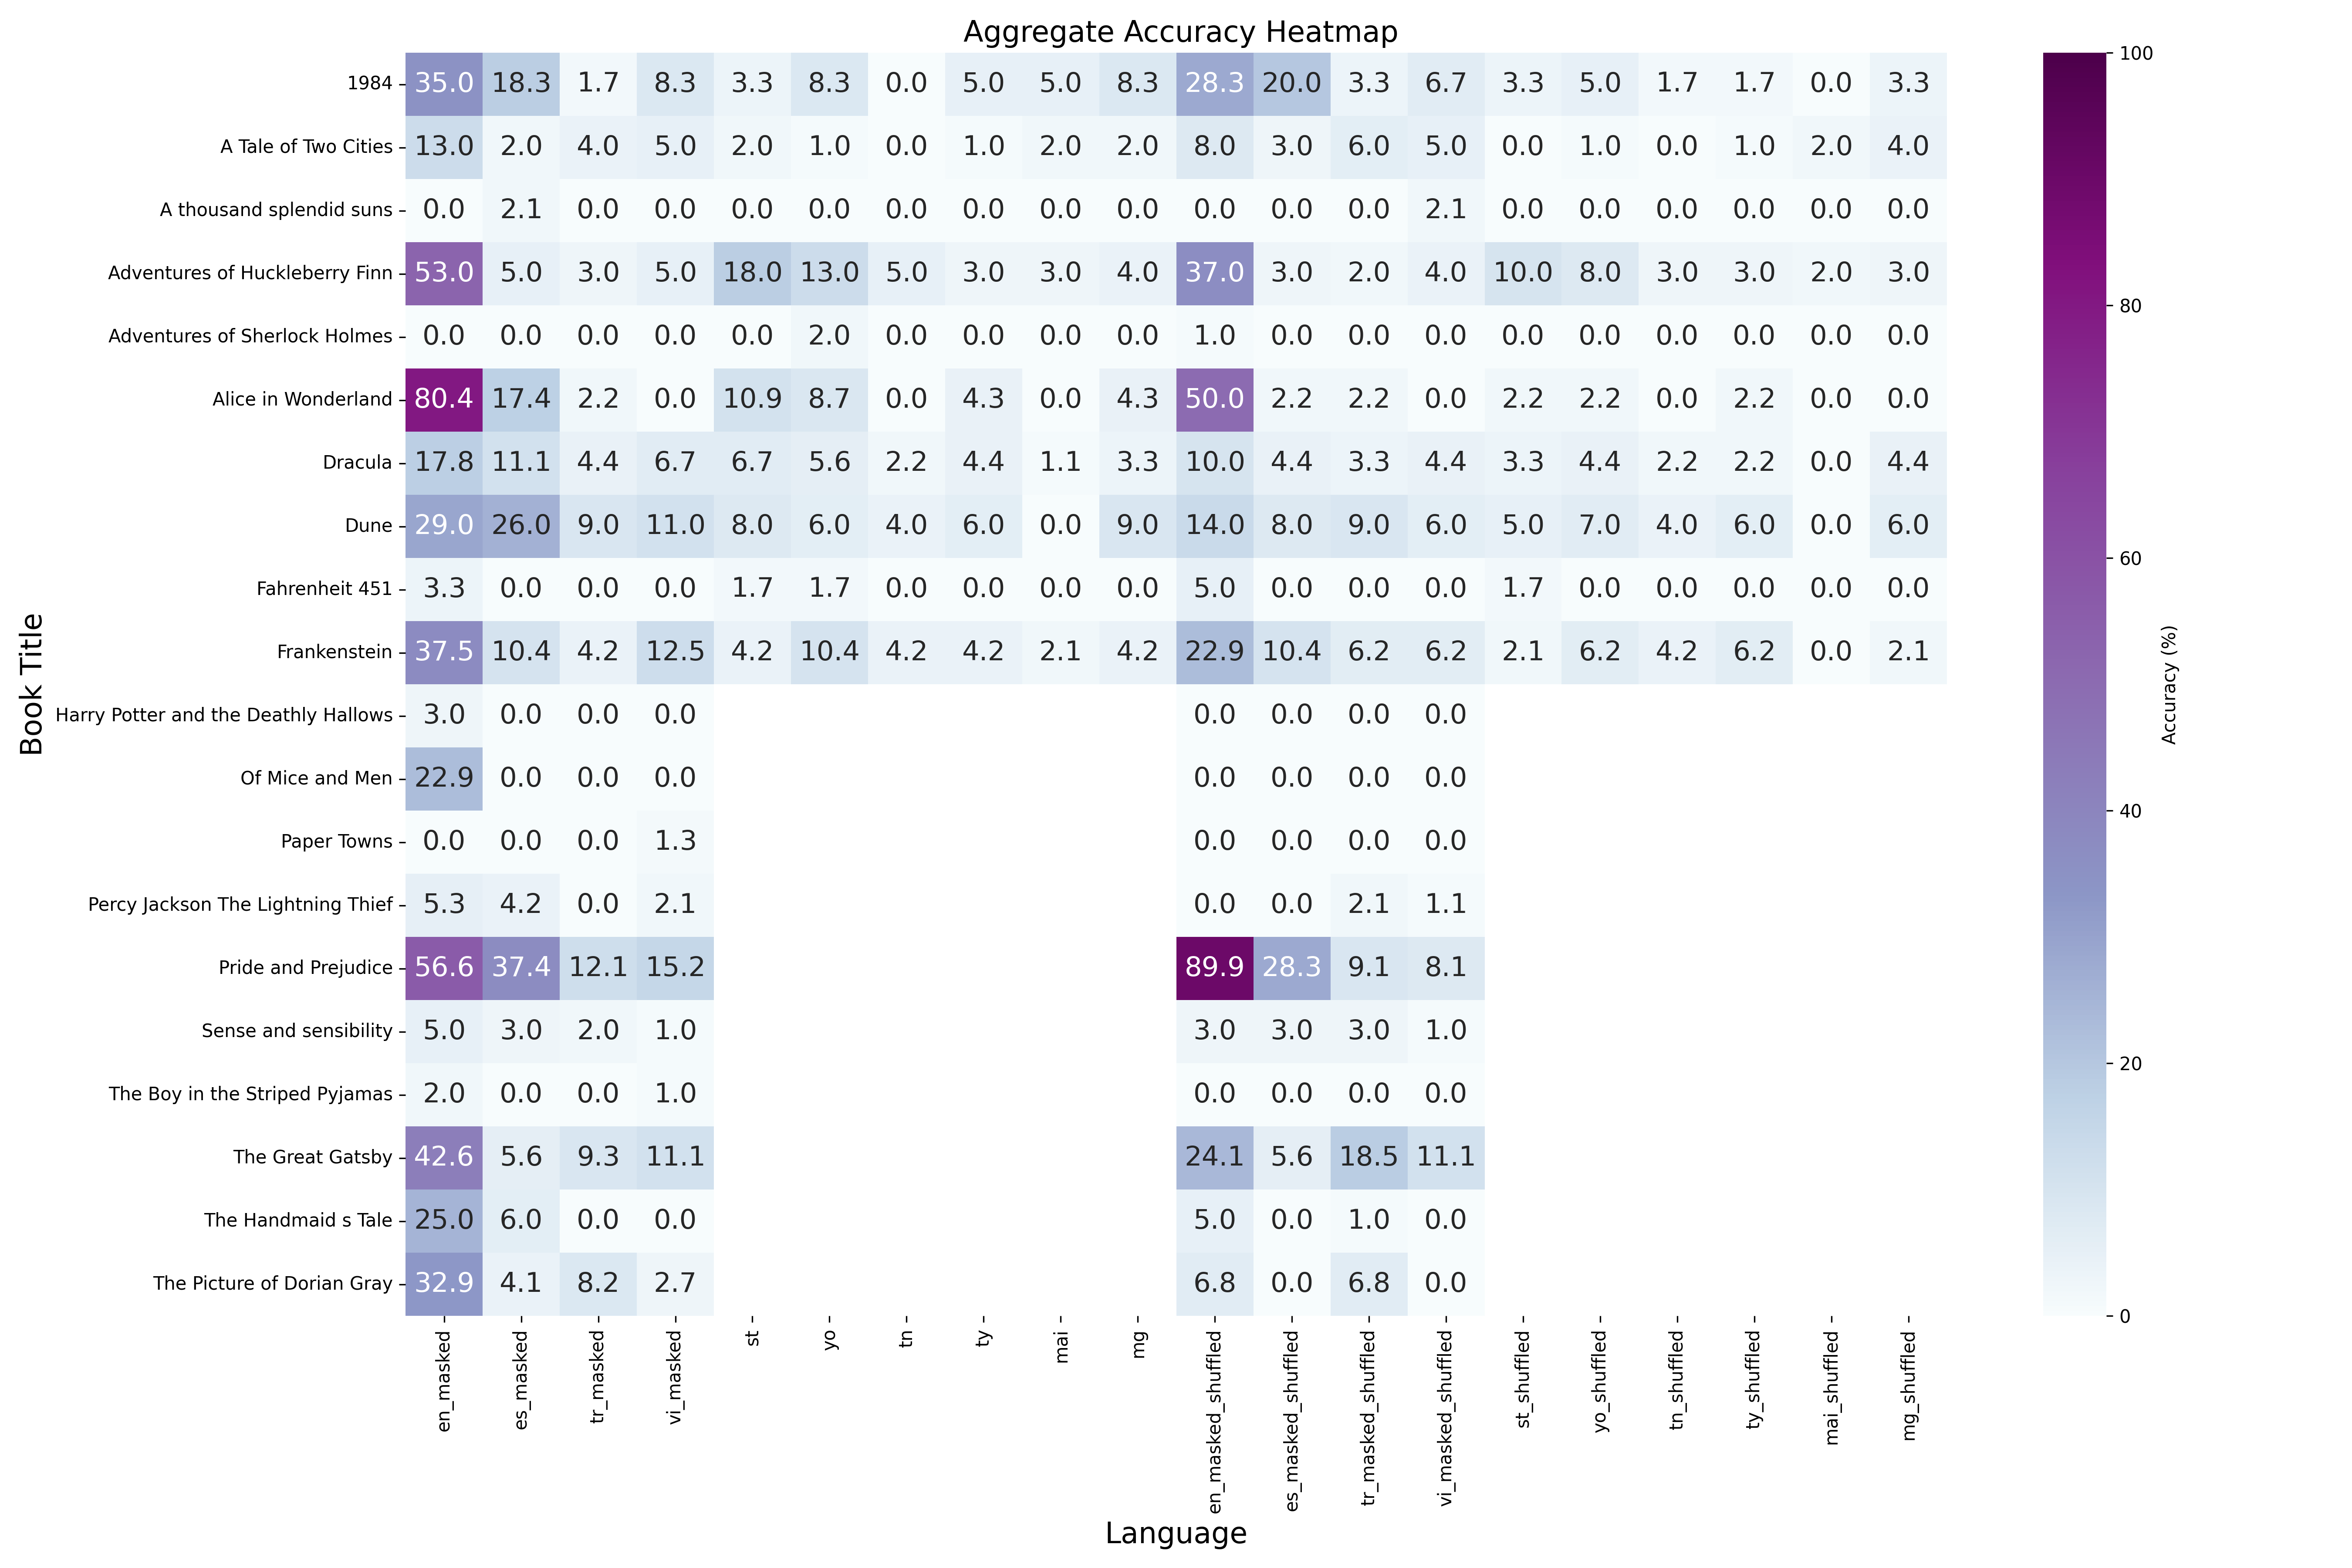 Aggregate Accuracy Heatmap
Book Title
1984 35.0 18.3 1.7 8.3 3.3 8.3 0.0 5.0 5.0 8.3 28.3 20.0 3.3 6.7 3.3 5.0 1.7 1.7 0.0 3.3
A Tale of Two Cities 13.0 2.0 4.0 5.0 2.0 1.0 0.0 1.0 2.0 2.0 8.0 3.0 6.0 5.0 0.0 1.0 0.0 1.0 2.0 4.0
A thousand splendid suns 0.0 2.1 0.0 0.0 0.0 0.0 0.0 0.0 0.0 0.0 0.0 0.0 0.0 2.1 0.0 0.0 0.0 0.0 0.0 0.0
Adventures of Huckleberry Finn 53.0 5.0 3.0 5.0 18.0 13.0 5.0 3.0 3.0 4.0 37.0 3.0 2.0 4.0 10.0 8.0 3.0 3.0 2.0 3.0
Adventures of Sherlock Holmes 0.0 0.0 0.0 0.0 0.0 2.0 0.0 0.0 0.0 0.0 1.0 0.0 0.0 0.0 0.0 0.0 0.0 0.0 0.0 0.0
Alice in Wonderland 80.4 17.4 2.2 0.0 10.9 8.7 0.0 4.3 0.0 4.3 50.0 2.2 2.2 0.0 2.2 2.2 0.0 2.2 0.0 0.0
Dracula 17.8 11.1 4.4 6.7 6.7 5.6 2.2 4.4 1.1 3.3 10.0 4.4 3.3 4.4 3.3 4.4 2.2 2.2 0.0 4.4
Dune 29.0 26.0 9.0 11.0 8.0 6.0 4.0 6.0 0.0 9.0 14.0 8.0 9.0 6.0 5.0 7.0 4.0 6.0 0.0 6.0
Fahrenheit 451 3.3 0.0 0.0 0.0 1.7 1.7 0.0 0.0 0.0 0.0 5.0 0.0 0.0 0.0 1.7 0.0 0.0 0.0 0.0 0.0
Frankenstein 37.5 10.4 4.2 12.5 4.2 10.4 4.2 4.2 2.1 4.2 22.9 10.4 6.2 6.2 2.1 6.2 4.2 6.2 0.0 2.1
Harry Potter and the Deathly Hallows 3.0 0.0 0.0 0.0 0.0 0.0 0.0 0.0
Of Mice and Men 22.9 0.0 0.0 0.0 0.0 0.0 0.0 0.0
Paper Towns 0.0 0.0 0.0 1.3 0.0 0.0 0.0 0.0
Percy Jackson The Lightning Thief 5.3 4.2 0.0 2.1 0.0 0.0 2.1 1.1
Pride and Prejudice 56.6 37.4 12.1 15.2 89.9 28.3 9.1 8.1
Sense and sensibility 5.0 3.0 2.0 1.0 3.0 3.0 3.0 1.0
The Boy in the Striped Pyjamas 2.0 0.0 0.0 1.0 0.0 0.0 0.0 0.0
The Great Gatsby 42.6 5.6 9.3 11.1 24.1 5.6 18.5 11.1
The Handmaid s Tale 25.0 6.0 0.0 0.0 5.0 0.0 1.0 0.0
The Picture of Dorian Gray 32.9 4.1 8.2 2.7 6.8 0.0 6.8 0.0
en_masked
es_masked
tr_masked
vi_masked
st
yo
tn
ty
mai
mg
en_masked_shuffled
es_masked_shuffled
tr_masked_shuffled
vi_masked_shuffled
st_shuffled
yo_shuffled
tn_shuffled
ty_shuffled
mai_shuffled
mg_shuffled
Language
100
80
60
40
20
0
Accuracy (%)